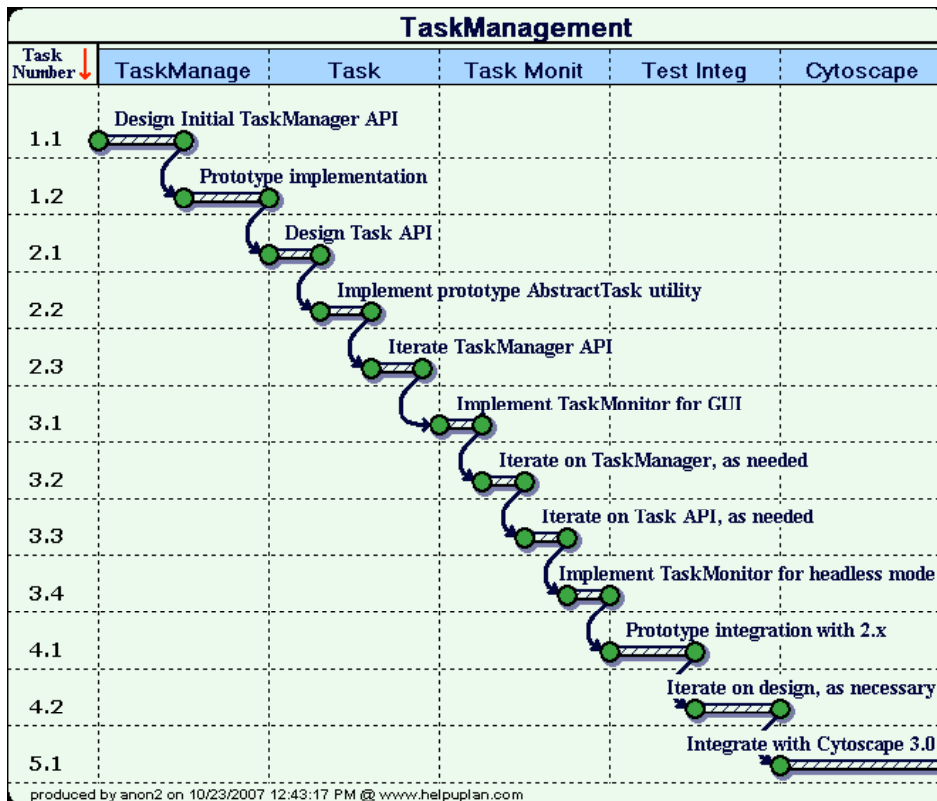 TaskManagement
Task
Number
TaskManage
Task
Task Monit
Test Integ
Cytoscape
1.1
Design Initial TaskManager API
1.2
Prototype implementation
2.1
Design Task API
2.2
Implement prototype AbstractTask utility
2.3
Iterate TaskManager API
3.1
Implement TaskMonitor for GUI
3.2
Iterate on TaskManager, as needed
3.3
Iterate on Task API, as needed
3.4
Implement TaskMonitor for headless mode
4.1
Prototype integration with 2.x
4.2
Iterate on design, as necessary
5.1
Integrate with Cytoscape 3.0
produced by anon2 on 10/23/2007 12:43:17 PM @ www.helpuplan.com